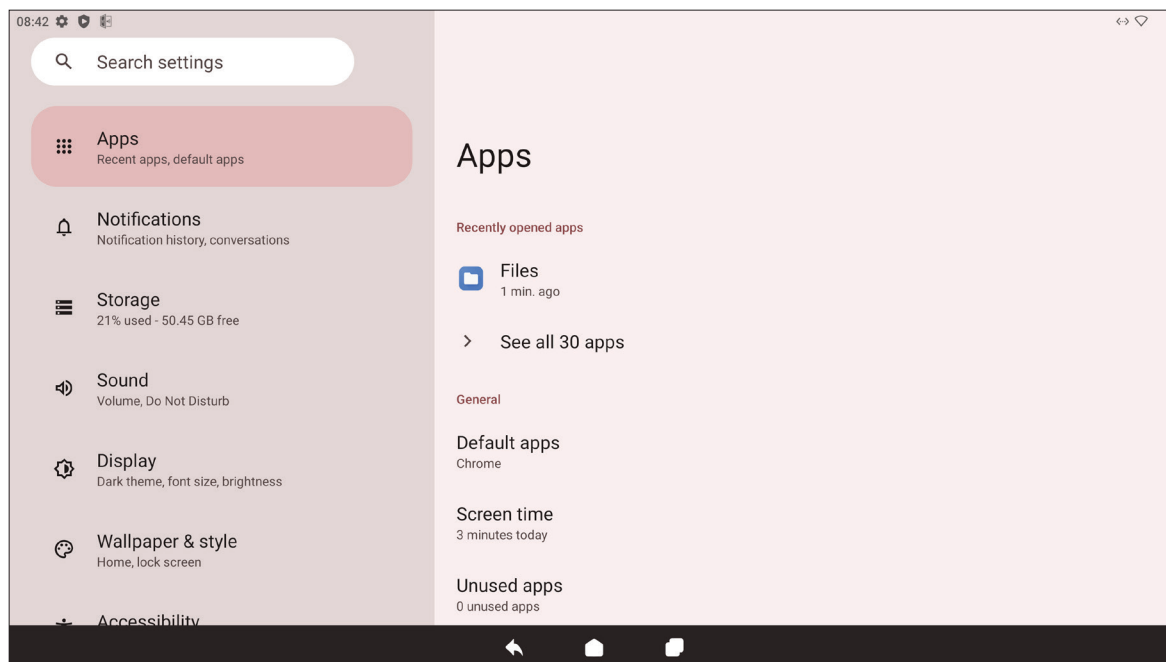 08:42
Search settings
Apps
Recent apps, default apps
Notifications
Notification history, conversations
Storage
21% used - 50.45 GB free
Sound
Volume, Do Not Disturb
Display
Dark theme, font size, brightness
Wallpaper & style
Home, lock screen
Accessibility
Apps
Recently opened apps
Files
1 min. ago
See all 30 apps
General
Default apps
Chrome
Screen time
3 minutes today
Unused apps
0 unused apps